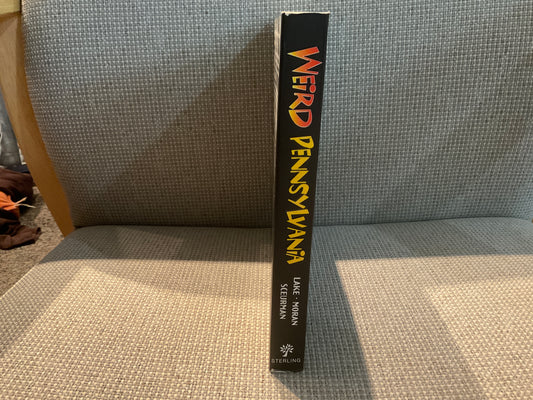 WEIRD PENNSYLVANIA
LAKE · MORAN
SCEURMAN
STERLING